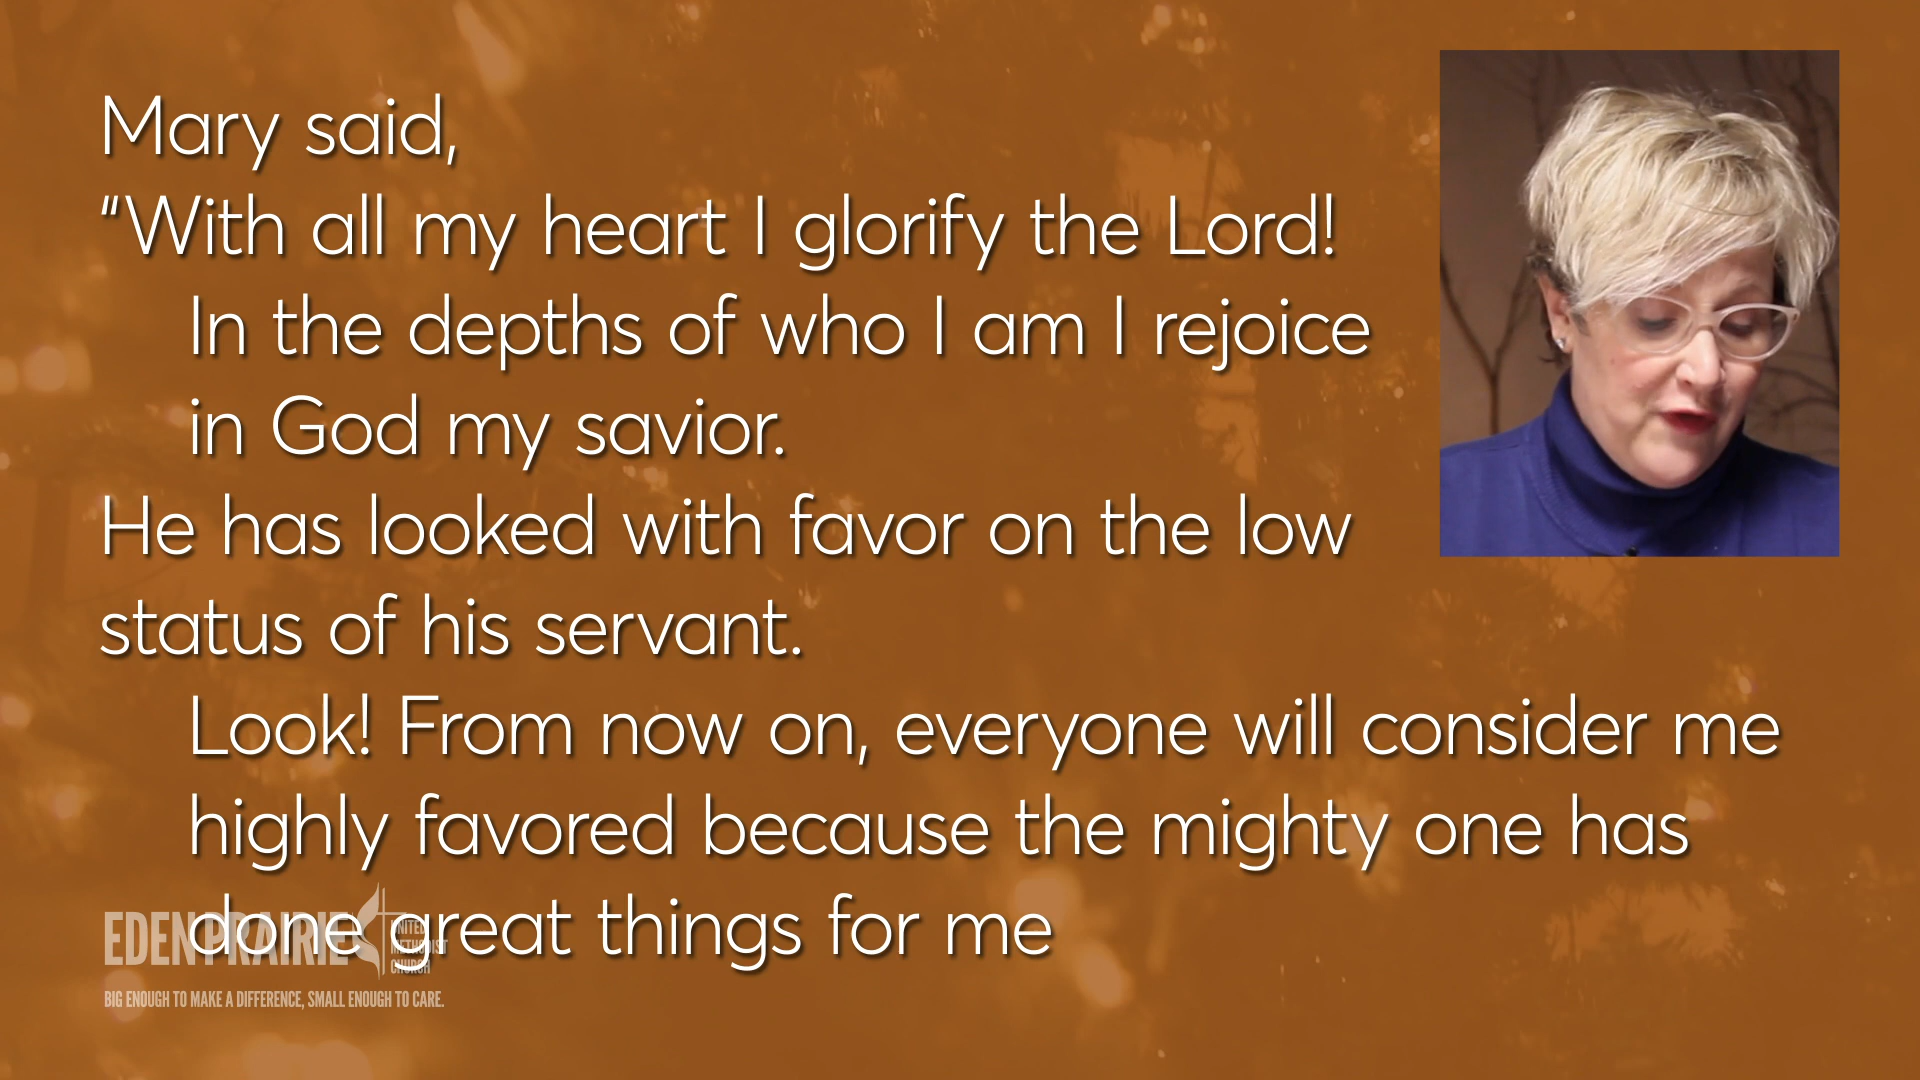 Mary said,
“With all my heart I glorify the Lord!
In the depths of who I am I rejoice
in God my savior.
He has looked with favor on the low
status of his servant.
Look! From now on, everyone will consider me
highly favored because the mighty one has
done great things for me
EDEN PRAIRIE
UNITED
METHODIST
CHURCH
BIG ENOUGH TO MAKE A DIFFERENCE, SMALL ENOUGH TO CARE.